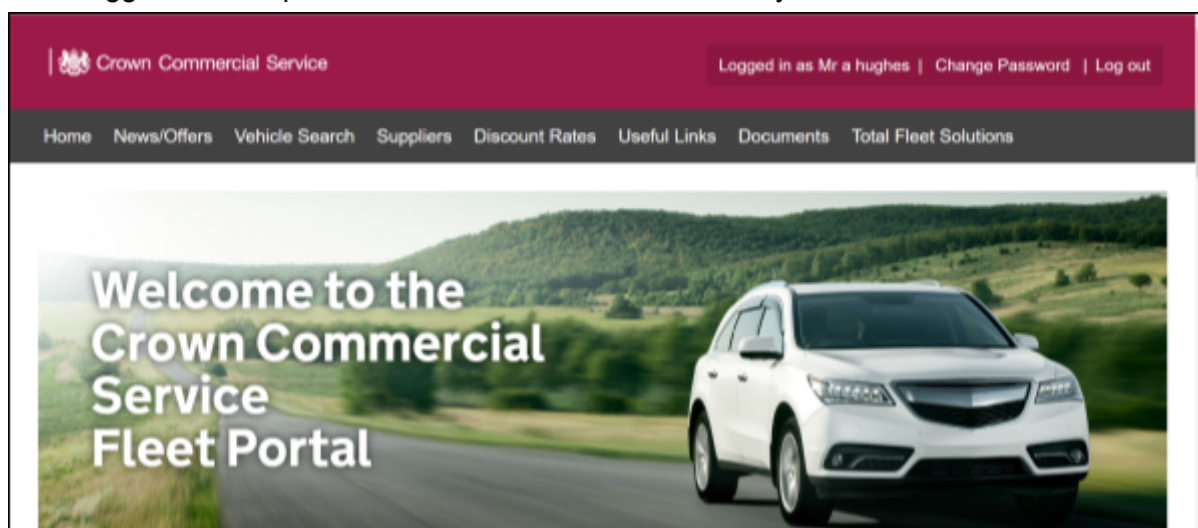 Crown Commercial Service
Logged in as Mr a hughes | Change Password | Log out
Home News/Offers Vehicle Search Suppliers Discount Rates Useful Links Documents Total Fleet Solutions
Welcome to the
Crown Commercial
Service
Fleet Portal